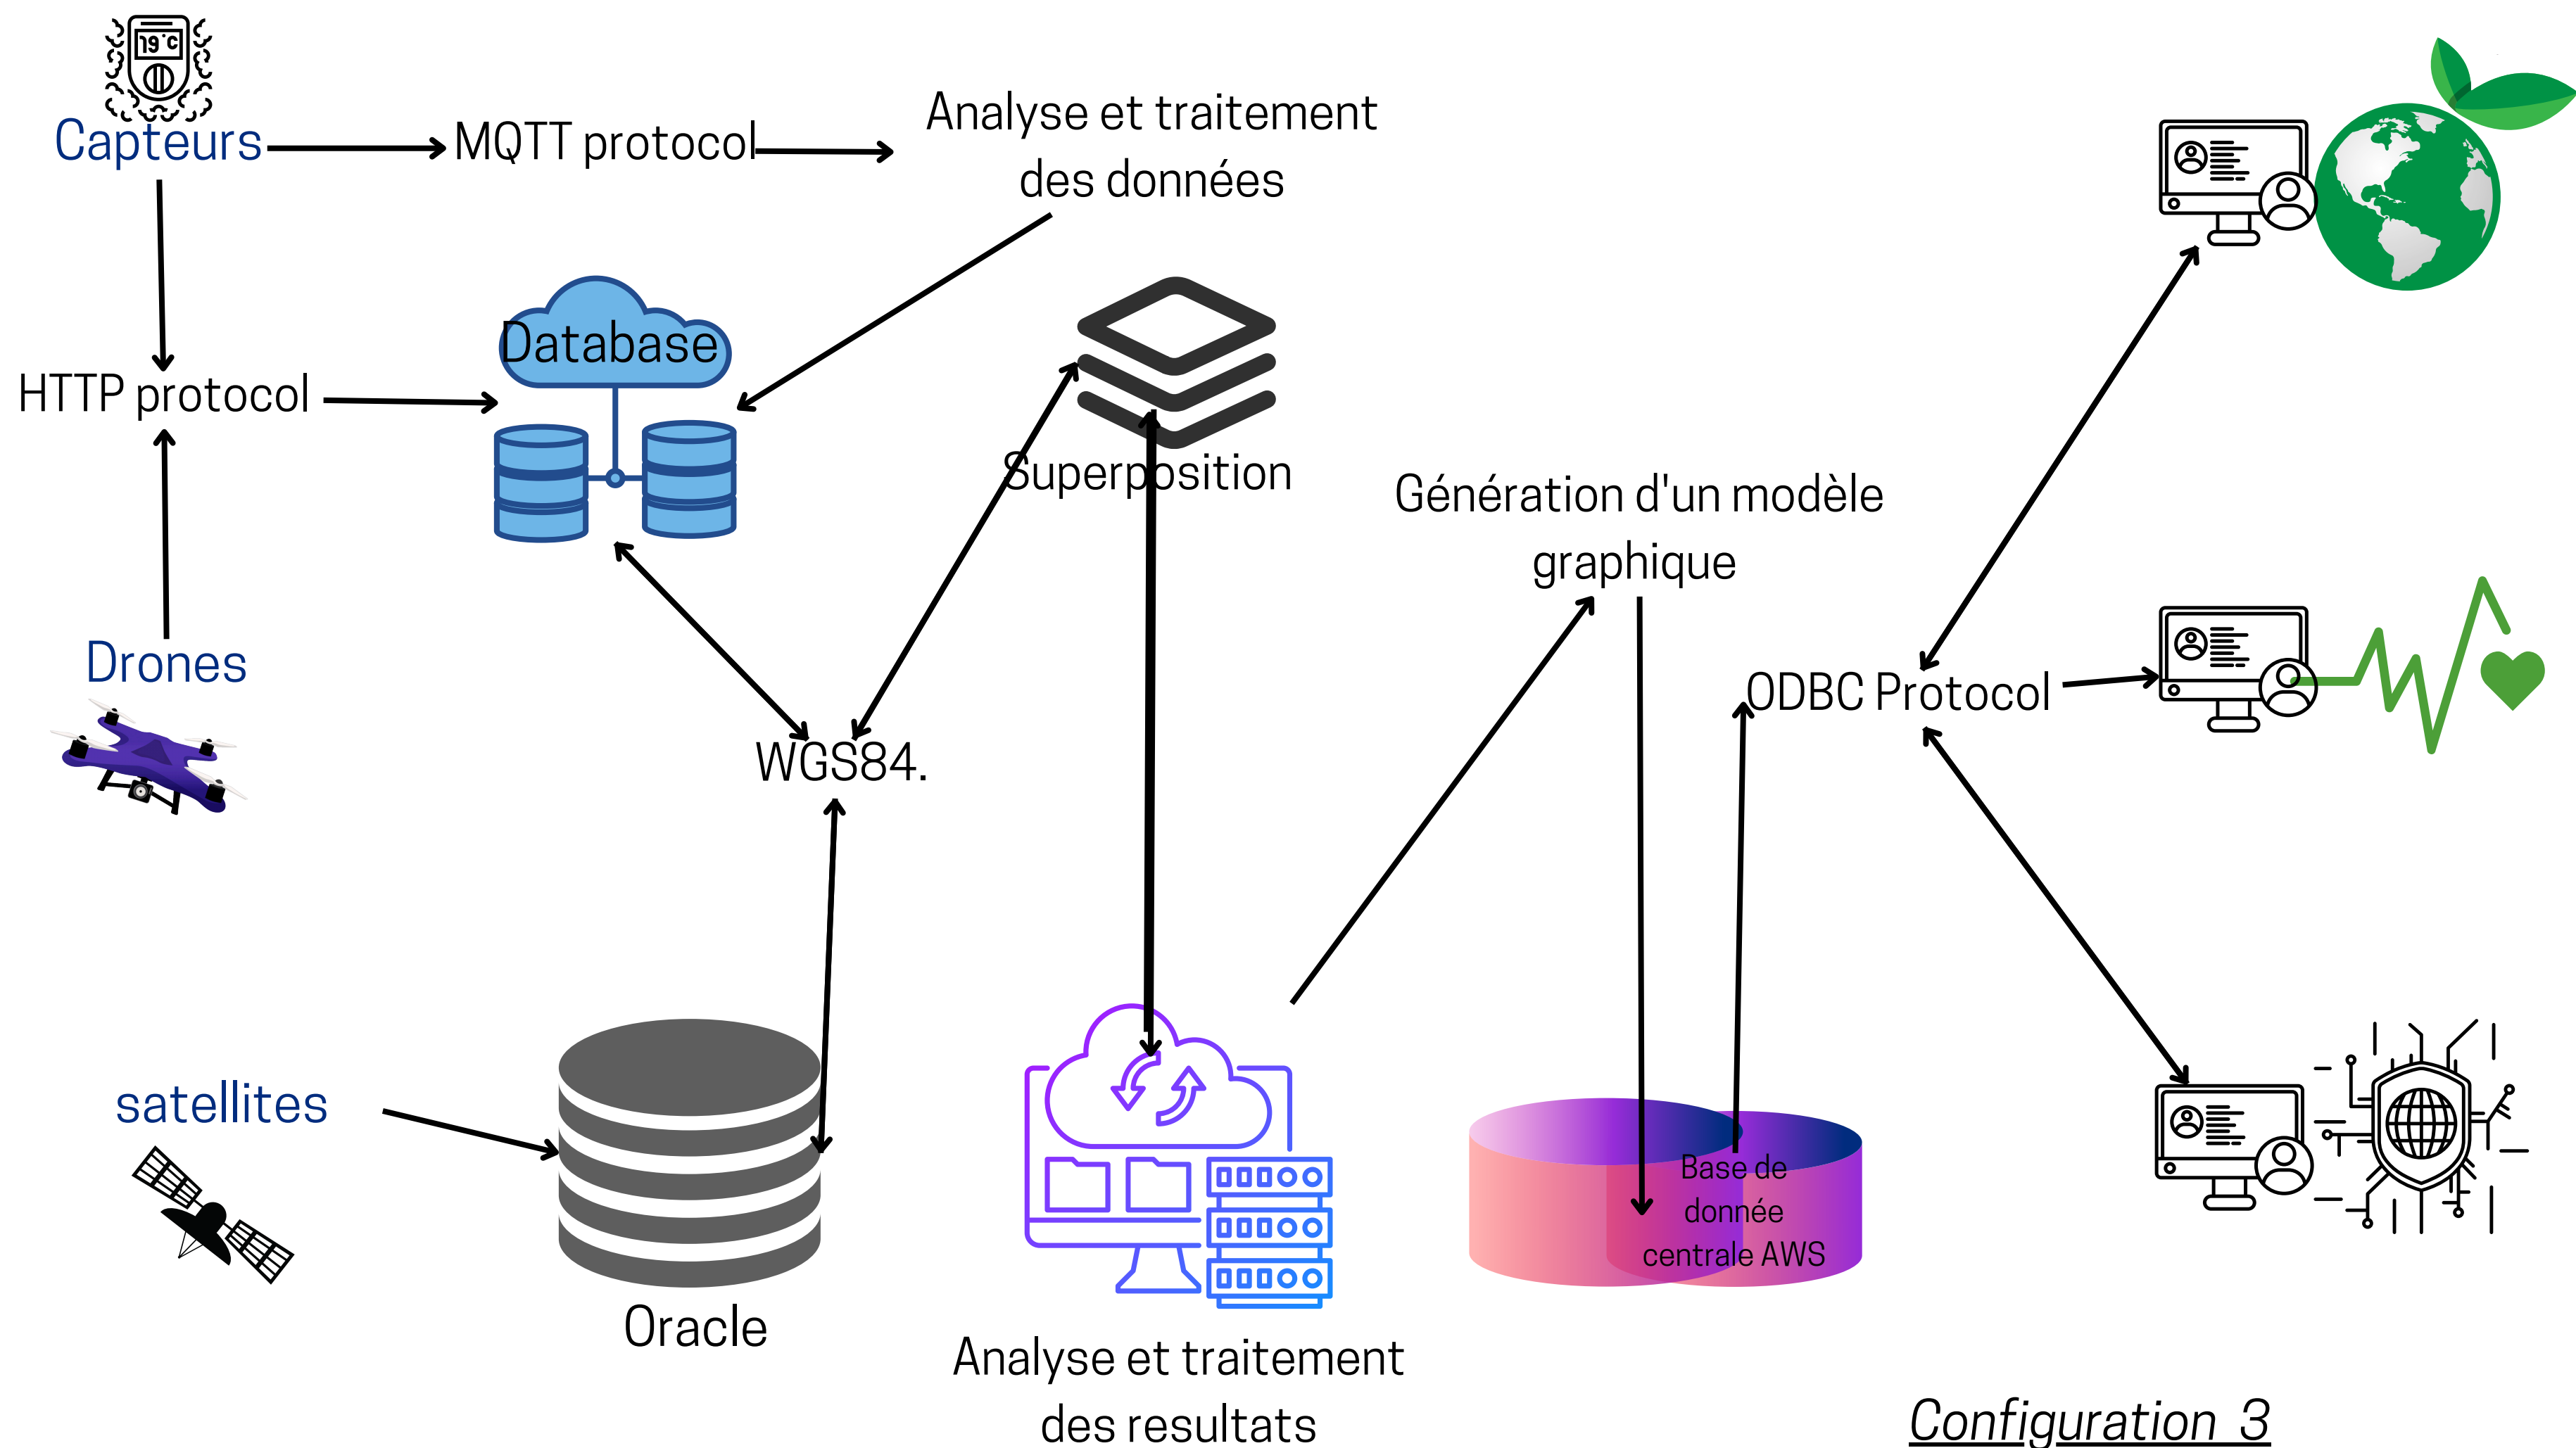 19°C
Capteurs
MQTT protocol
Analyse et traitement
des données
HTTP protocol
Database
Superposition
Génération d'un modèle
graphique
Drones
ODBC Protocol
WGS84.
satellites
Base de
donnée
centrale AWS
Oracle
Analyse et traitement
des resultats
Configuration 3